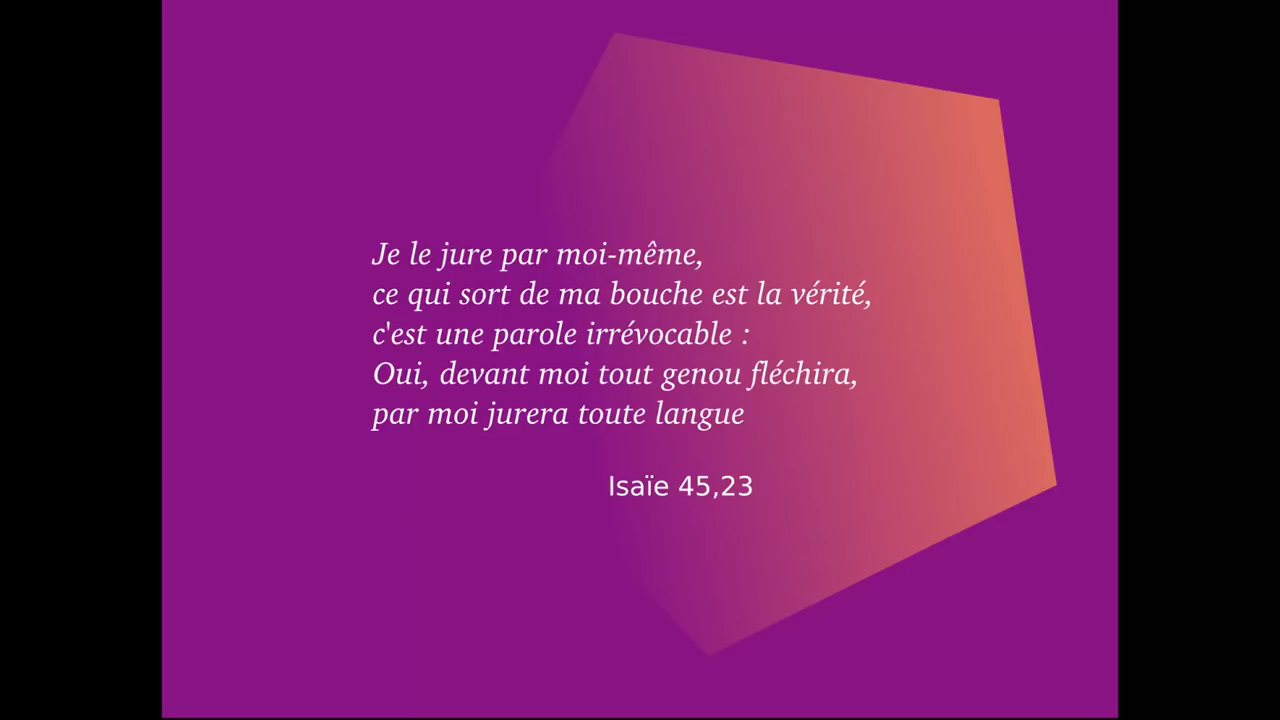 Je le jure par moi-même,
ce qui sort de ma bouche est la vérité,
c'est une parole irrévocable :
Oui, devant moi tout genou fléchira,
par moi jurera toute langue
Isaïe 45,23